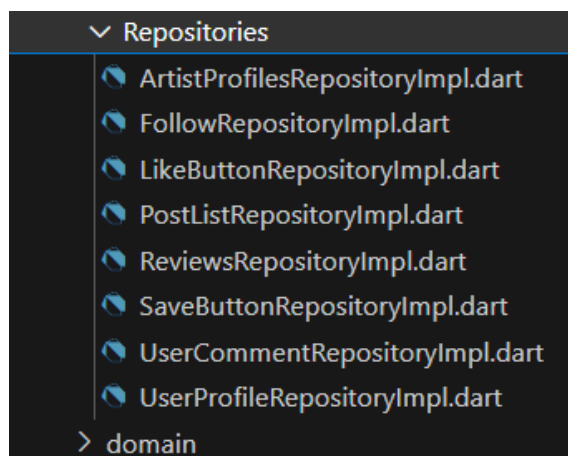 Repositories
ArtistProfilesRepositoryImpl.dart
FollowRepositoryImpl.dart
LikeButtonRepositoryImpl.dart
PostListRepositoryImpl.dart
ReviewsRepositoryImpl.dart
SaveButtonRepositoryImpl.dart
UserCommentRepositoryImpl.dart
UserProfileRepositoryImpl.dart
domain